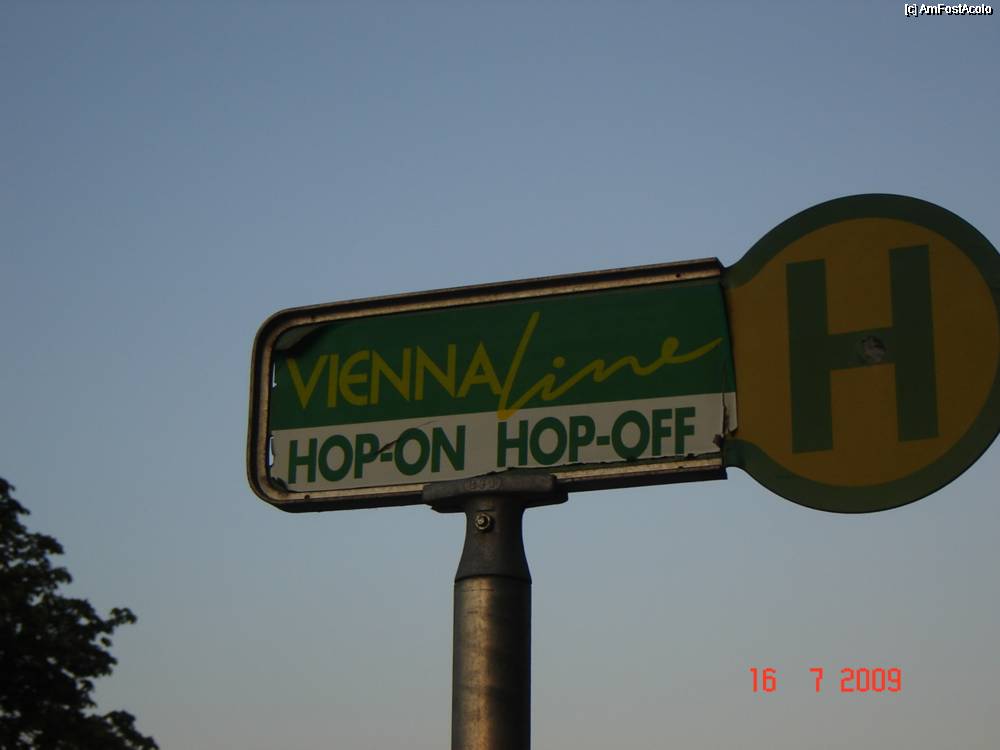 [c] AmFostAcolo
VIENNA Line
HOP-ON HOP-OFF
H
16 7 2009